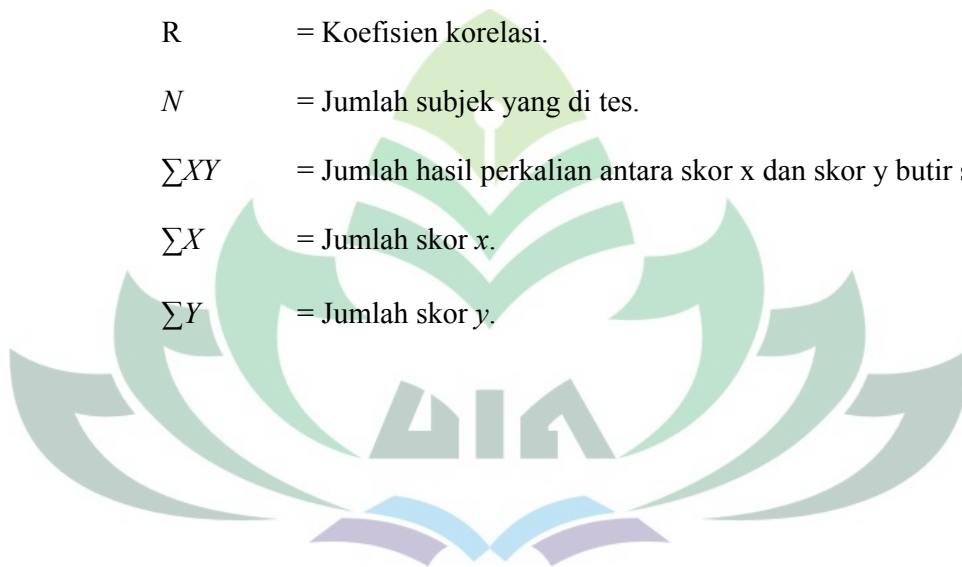 R = Koefisien korelasi.
N = Jumlah subjek yang di tes.
∑XY = Jumlah hasil perkalian antara skor x dan skor y butir
∑X = Jumlah skor x.
∑Y = Jumlah skor y.
UIN